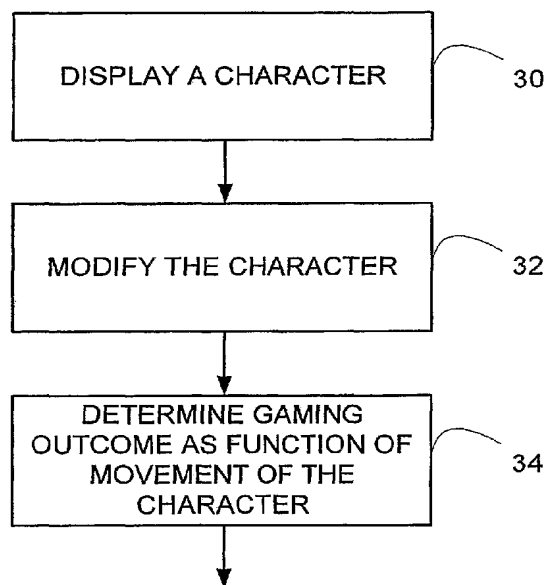 DISPLAY A CHARACTER
30
MODIFY THE CHARACTER
32
DETERMINE GAMING
OUTCOME AS FUNCTION OF
MOVEMENT OF THE
CHARACTER
34